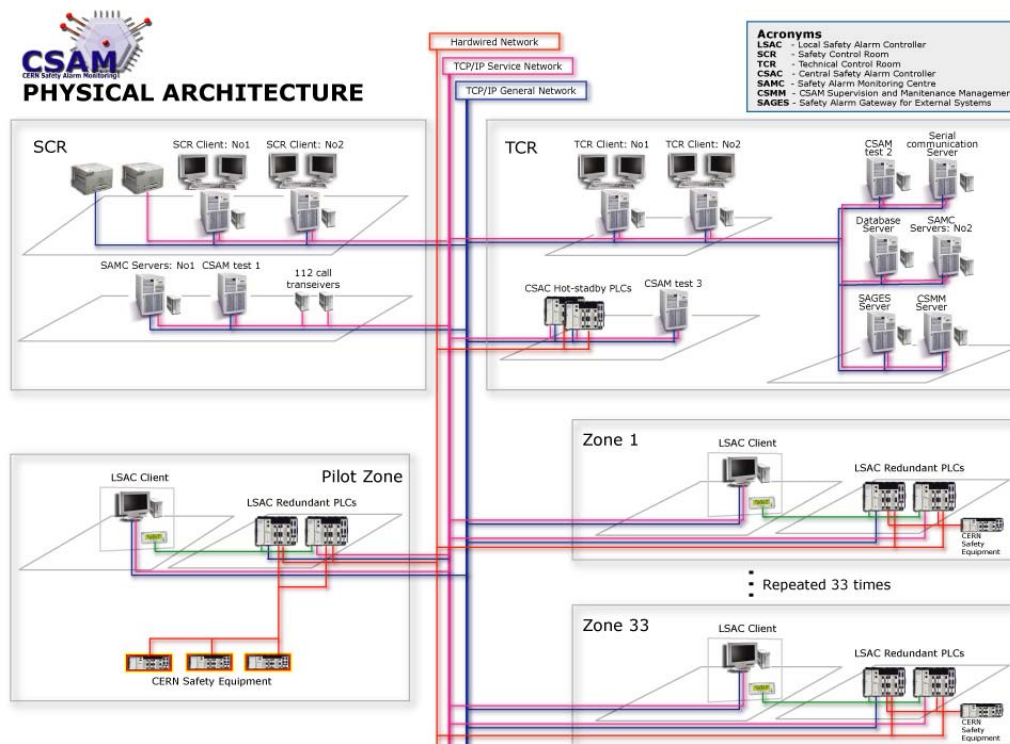 CSAM
CERN Safety Alarm Monitoring
PHYSICAL ARCHITECTURE
Hardwired Network
TCP/IP Service Network
TCP/IP General Network
Acronyms
LSAC - Local Safety Alarm Controller
SCR - Safety Control Room
TCR - Technical Control Room
CSAC - Central Safety Alarm Controller
SAMC - Safety Alarm Monitoring Centre
CSMM - CSAM Supervision and Manitenance Management
SAGES - Safety Alarm Gateway for External Systems
SCR
SCR Client: No1
SCR Client: No2
SAMC Servers: No1
CSAM test 1
112 call
transeivers
TCR
TCR Client: No1
TCR Client: No2
CSAM
test 2
Serial
communication
Server
Database
Server
SAMC
Servers: No2
CSAC Hot-stadby PLCs
CSAM test 3
SAGES
Server
CSMM
Server
Pilot Zone
LSAC Client
LSAC Redundant PLCs
CERN Safety Equipment
Zone 1
LSAC Client
LSAC Redundant PLCs
CERN
Safety
Equipment
Repeated 33 times
Zone 33
LSAC Client
LSAC Redundant PLCs
CERN
Safety
Equipment